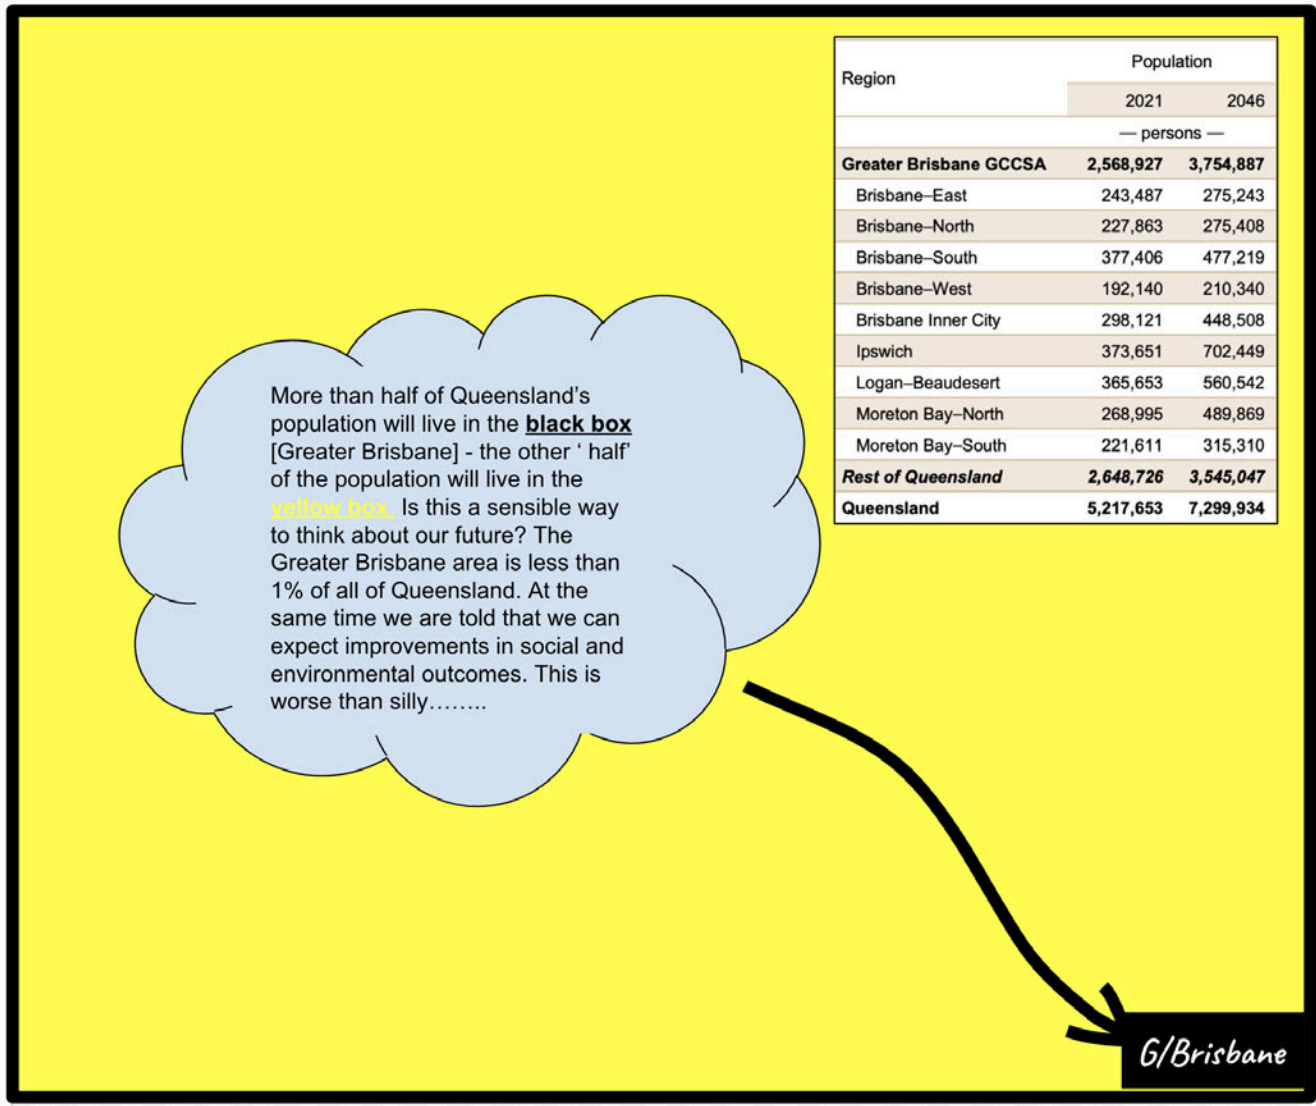 Region Population
2021 2046
— persons —
Greater Brisbane GCCSA 2,568,927 3,754,887
Brisbane–East 243,487 275,243
Brisbane–North 227,863 275,408
Brisbane–South 377,406 477,219
Brisbane–West 192,140 210,340
Brisbane Inner City 298,121 448,508
Ipswich 373,651 702,449
Logan–Beaudesert 365,653 560,542
Moreton Bay–North 268,995 489,869
Moreton Bay–South 221,611 315,310
Rest of Queensland 2,648,726 3,545,047
Queensland 5,217,653 7,299,934
More than half of Queensland’s
population will live in the black box
[Greater Brisbane] - the other ‘ half’
of the population will live in the
yellow box. Is this a sensible way
to think about our future? The
Greater Brisbane area is less than
1% of all of Queensland. At the
same time we are told that we can
expect improvements in social and
environmental outcomes. This is
worse than silly……..
G/Brisbane